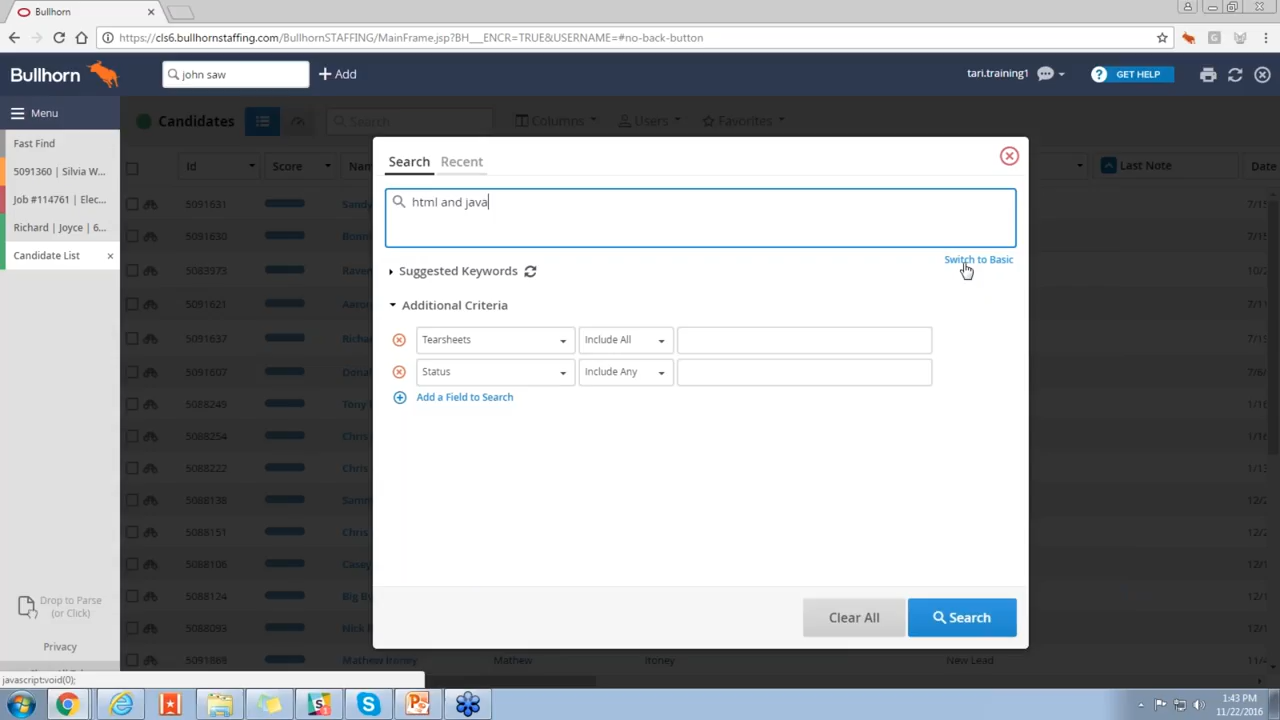 Bullhorn
https://cls6.bullhornstaffing.com/BullhornSTAFFING/MainFrame.jsp?BH___ENCR=TRUE&USERNAME=#no-back-button
Bullhorn
john saw
Add
tari.training1
? GET HELP
Menu
Candidates
Search
Columns
Users
Favorites
Fast Find
5091360 | Silvia W...
Job #114761 | Elec...
Richard | Joyce | 6...
Candidate List
Id
Score
Last Note
Date
Search
Recent
html and java
Switch to Basic
Suggested Keywords
Additional Criteria
Tearsheets
Include All
Status
Include Any
Add a Field to Search
Clear All
Search
5091631
5091630
5083973
5091621
5091637
5091607
5088249
5088254
5088222
5088138
5088151
5088106
5088124
5088093
5091868
Mathew
Itoney
New Lead
Drop to Parse
(or Click)
Privacy
javascript:void(0);
1:43 PM
11/22/2016